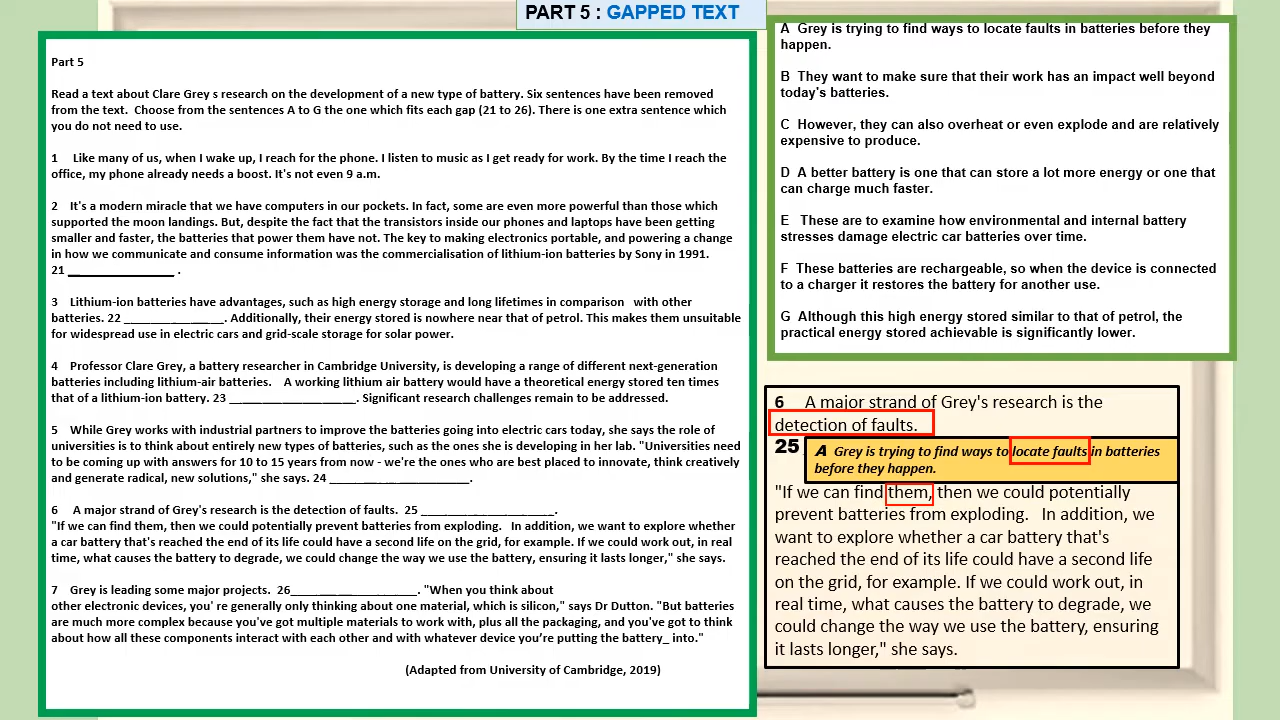 PART 5 : GAPPED TEXT
Part 5
Read a text about Clare Grey s research on the development of a new type of battery. Six sentences have been removed
from the text.  Choose from the sentences A to G the one which fits each gap (21 to 26). There is one extra sentence which
you do not need to use.
1    Like many of us, when I wake up, I reach for the phone. I listen to music as I get ready for work. By the time I reach the
office, my phone already needs a boost. It's not even 9 a.m.
2    It's a modern miracle that we have computers in our pockets. In fact, some are even more powerful than those which
supported the moon landings. But, despite the fact that the transistors inside our phones and laptops have been getting
smaller and faster, the batteries that power them have not. The key to making electronics portable, and powering a change
in how we communicate and consume information was the commercialisation of lithium-ion batteries by Sony in 1991.
21 _________________ .
3    Lithium-ion batteries have advantages, such as high energy storage and long lifetimes in comparison   with other
batteries. 22 ________________. Additionally, their energy stored is nowhere near that of petrol. This makes them unsuitable
for widespread use in electric cars and grid-scale storage for solar power.
4    Professor Clare Grey, a battery researcher in Cambridge University, is developing a range of different next-generation
batteries including lithium-air batteries.    A working lithium air battery would have a theoretical energy stored ten times
that of a lithium-ion battery. 23 ____________________. Significant research challenges remain to be addressed.
5    While Grey works with industrial partners to improve the batteries going into electric cars today, she says the role of
universities is to think about entirely new types of batteries, such as the ones she is developing in her lab. "Universities need
to be coming up with answers for 10 to 15 years from now - we're the ones who are best placed to innovate, think creatively
and generate radical, new solutions," she says. 24 ______________________.
6    A major strand of Grey's research is the detection of faults.  25 _____________________.
"If we can find them, then we could potentially prevent batteries from exploding.   In addition, we want to explore whether
a car battery that's reached the end of its life could have a second life on the grid, for example. If we could work out, in real
time, what causes the battery to degrade, we could change the way we use the battery, ensuring it lasts longer," she says.
7    Grey is leading some major projects.  26____________________. "When you think about
other electronic devices, you' re generally only thinking about one material, which is silicon," says Dr Dutton. "But batteries
are much more complex because you've got multiple materials to work with, plus all the packaging, and you've got to think
about how all these components interact with each other and with whatever device you're putting the battery_ into."
(Adapted from University of Cambridge, 2019)
A  Grey is trying to find ways to locate faults in batteries before they
happen.
B  They want to make sure that their work has an impact well beyond
today's batteries.
C  However, they can also overheat or even explode and are relatively
expensive to produce.
D  A better battery is one that can store a lot more energy or one that
can charge much faster.
E   These are to examine how environmental and internal battery
stresses damage electric car batteries over time.
F  These batteries are rechargeable, so when the device is connected
to a charger it restores the battery for another use.
G  Although this high energy stored similar to that of petrol, the
practical energy stored achievable is significantly lower.
6    A major strand of Grey's research is the
detection of faults.
25 A  Grey is trying to find ways to locate faults in batteries
before they happen.
"If we can find them, then we could potentially
prevent batteries from exploding.   In addition, we
want to explore whether a car battery that's
reached the end of its life could have a second life
on the grid, for example. If we could work out, in
real time, what causes the battery to degrade, we
could change the way we use the battery, ensuring
it lasts longer," she says.